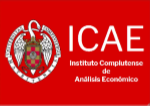 ICAE
Instituto Complutense
de
Análisis Económico